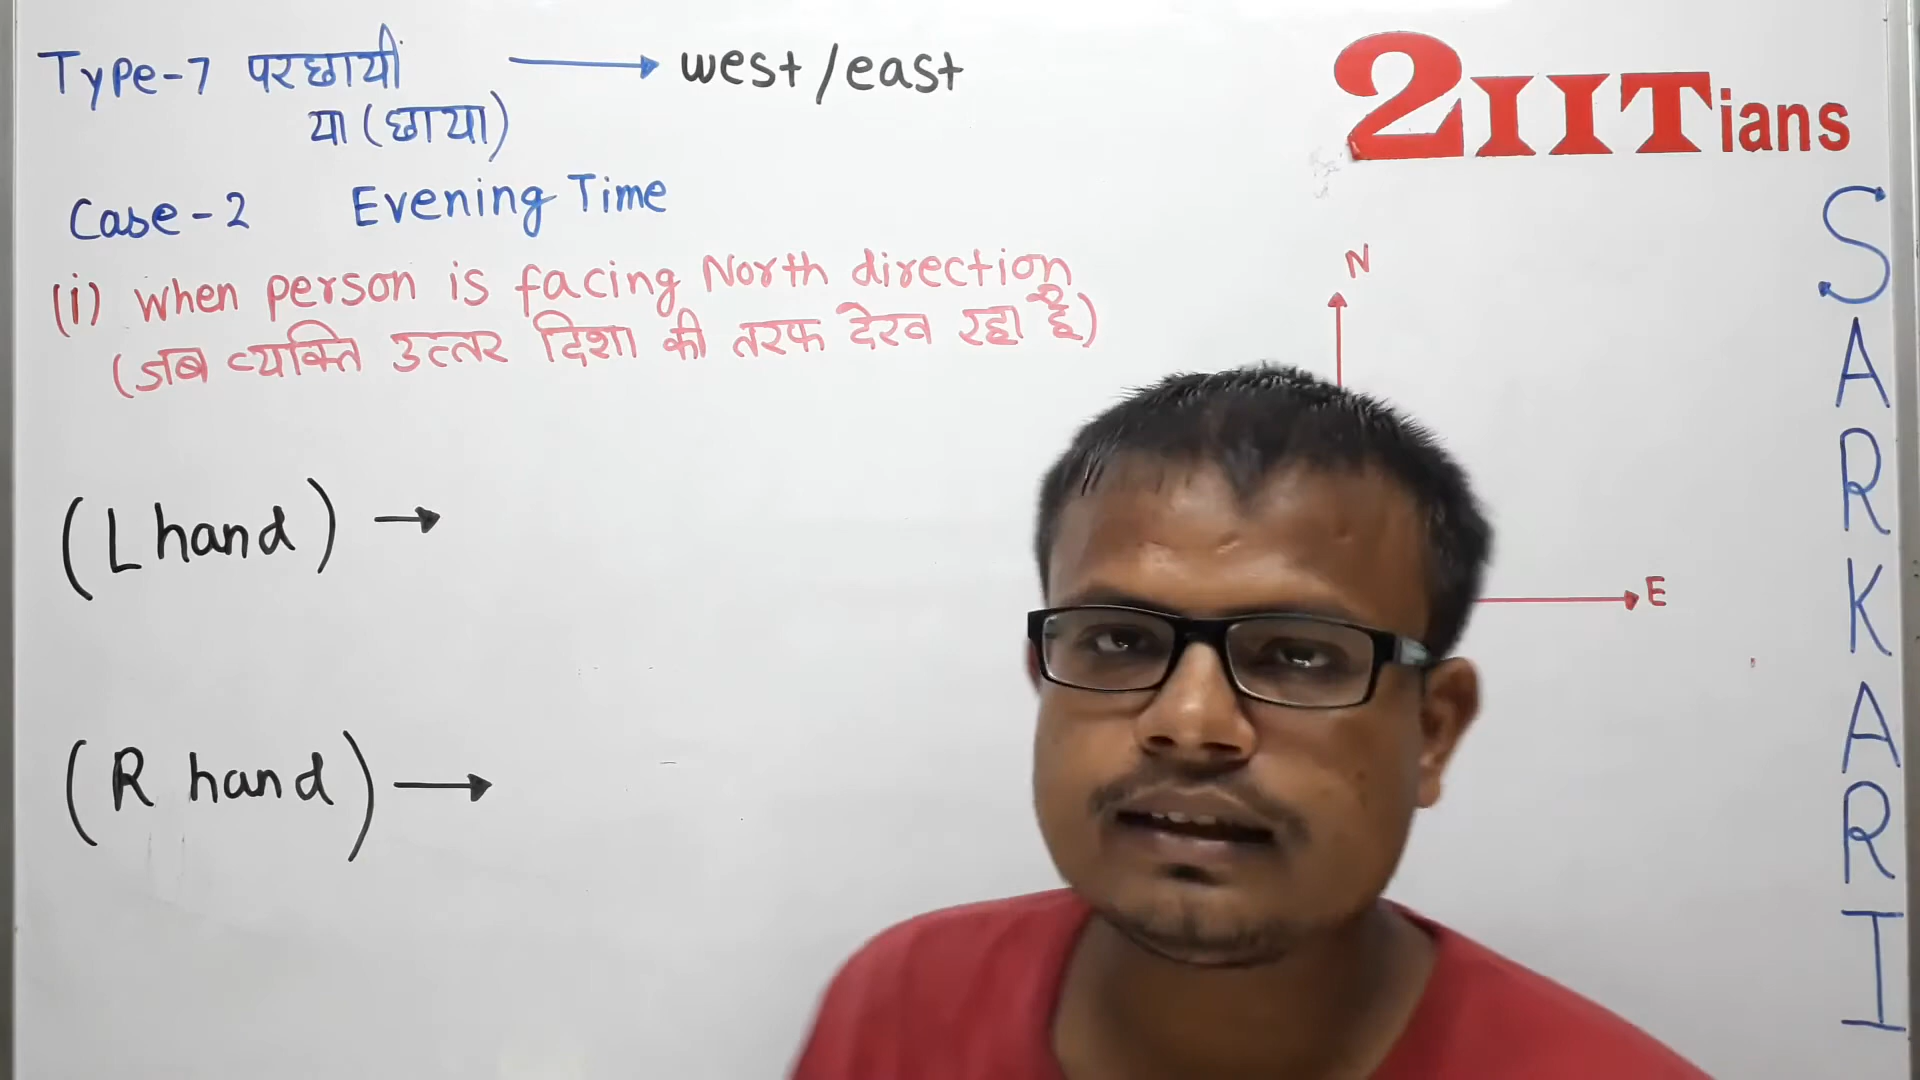 Type-7 परछायी → west/east
या (छाया)
Case-2 Evening Time
(i) when person is facing North direction
(जब व्यक्ति उत्तर दिशा की तरफ देख रहा है)
(L hand) →
(R hand) →
2IITians
SARKARI
N
E